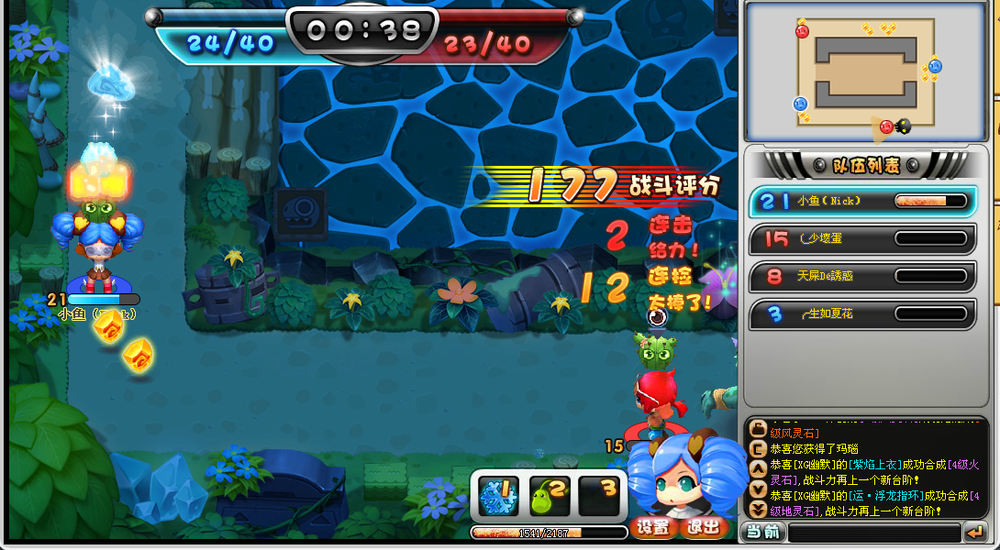 24/40
00:38
23/40
177 战斗评分
2 连击
给力！
12 连捡
太棒了！
21
小鱼（
15
1
2
3
1541/2187
设置 退出
队伍列表
21 小鱼（Nick）
15 乀少壞蛋
8 天屎De誘惑
3 生如夏花
级风灵石]
恭喜您获得了玛瑙
恭喜[XG幽默]的[紫焰上衣]成功合成[4级火
灵石],战斗力再上一个新台阶!
恭喜[XG幽默]的[运·浮龙指环]成功合成[4
级地灵石],战斗力再上一个新台阶!
当前